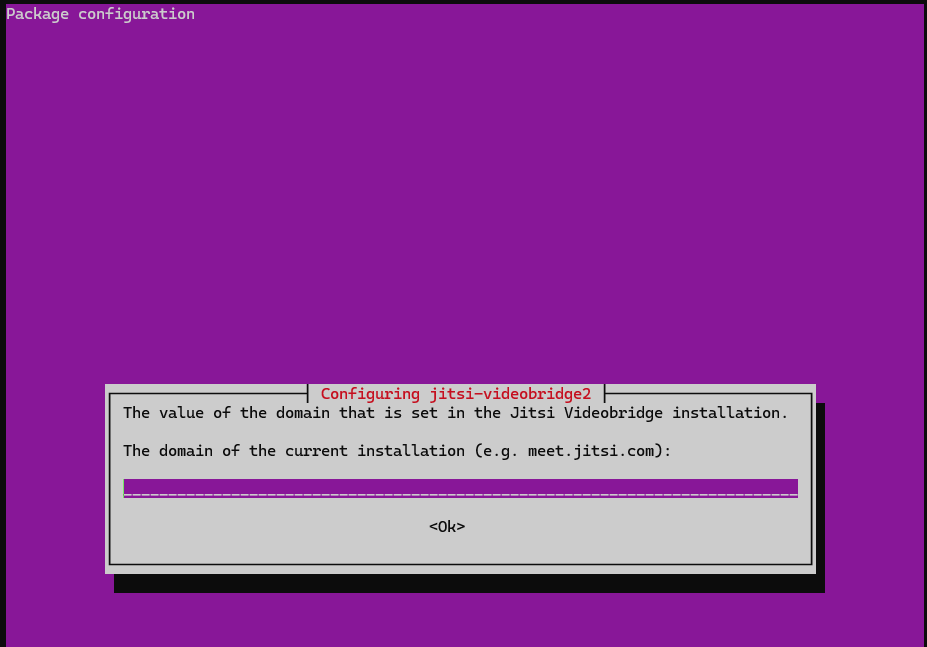 Package configuration
Configuring jitsi-videobridge2
The value of the domain that is set in the Jitsi Videobridge installation.
The domain of the current installation (e.g. meet.jitsi.com):
<Ok>